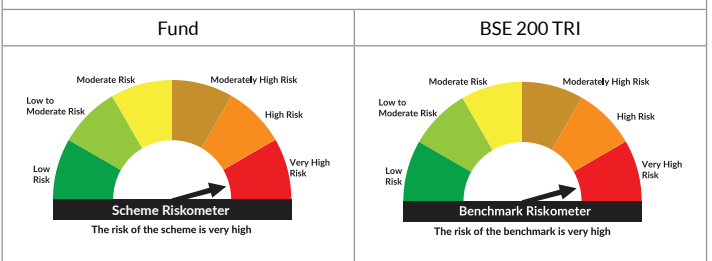 Fund
BSE 200 TRI
Moderate Risk
Moderately High Risk
Low to
Moderate Risk
High Risk
Low
Risk
Very High
Risk
Scheme Riskometer
The risk of the scheme is very high
Moderate Risk
Moderately High Risk
Low to
Moderate Risk
High Risk
Low
Risk
Very High
Risk
Benchmark Riskometer
The risk of the benchmark is very high